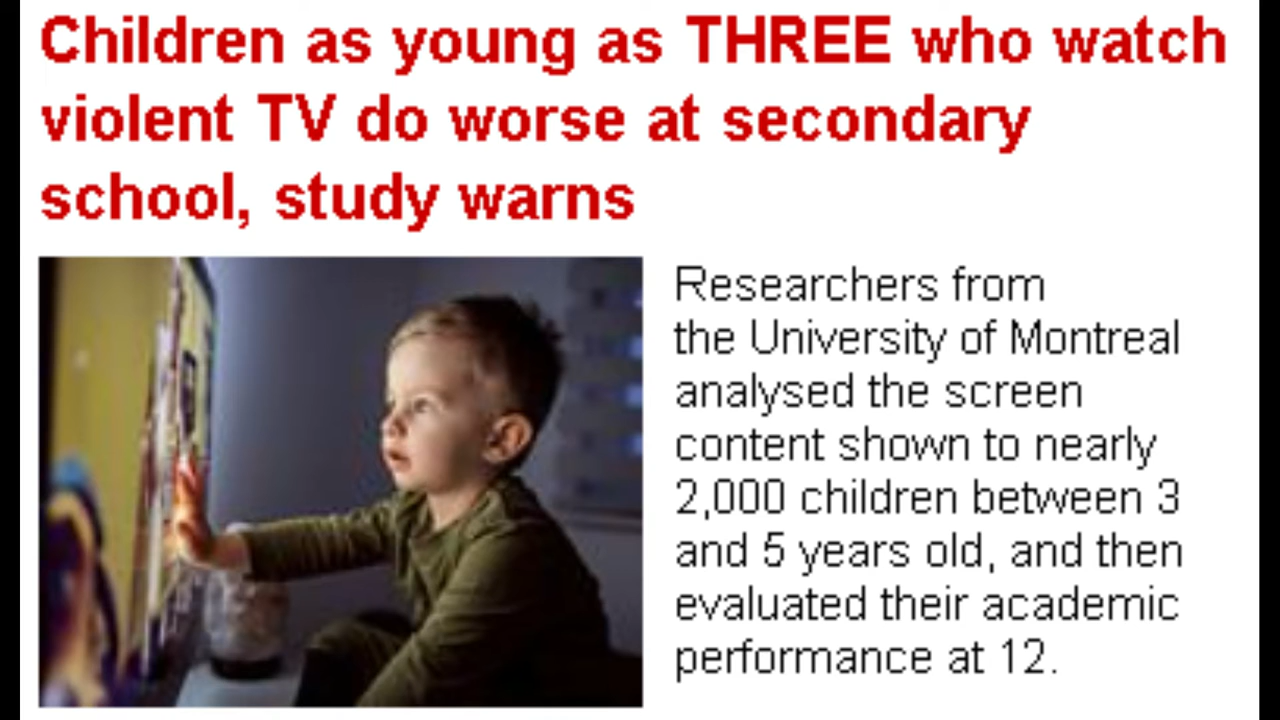 Children as young as THREE who watch
violent TV do worse at secondary
school, study warns
Researchers from
the University of Montreal
analysed the screen
content shown to nearly
2,000 children between 3
and 5 years old, and then
evaluated their academic
performance at 12.